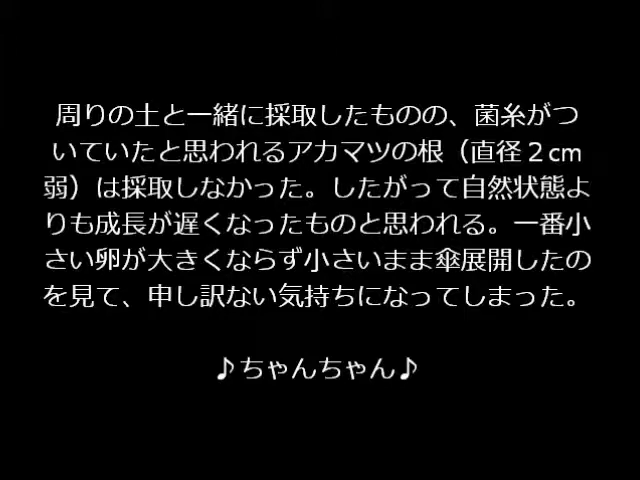 周りの土と一緒に採取したものの、菌糸がつ
いていたと思われるアカマツの根（直径２cm
弱）は採取しなかった。したがって自然状態よ
りも成長が遅くなったものと思われる。一番小
さい卵が大きくならず小さいまま傘展開したの
を見て、申し訳ない気持ちになってしまった。
♪ちゃんちゃん♪